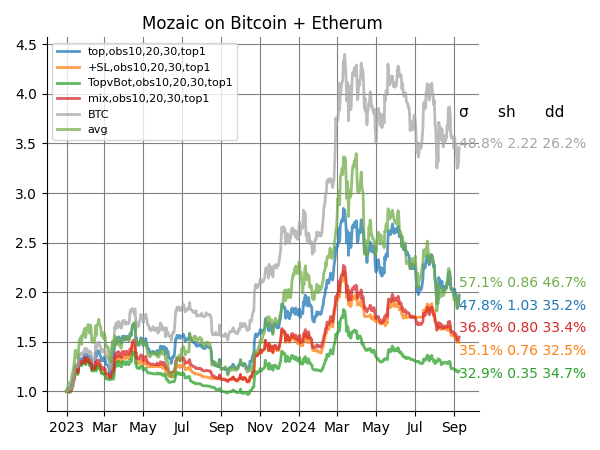 Mozaic on Bitcoin + Etherum
4.5
4.0
3.5
3.0
2.5
2.0
1.5
1.0
top,obs10,20,30,top1
+SL,obs10,20,30,top1
TopvBot,obs10,20,30,top1
mix,obs10,20,30,top1
BTC
avg
σ sh dd
48.8% 2.22 26.2%
57.1% 0.86 46.7%
47.8% 1.03 35.2%
36.8% 0.80 33.4%
35.1% 0.76 32.5%
32.9% 0.35 34.7%
2023 Mar May Jul Sep Nov 2024 Mar May Jul Sep